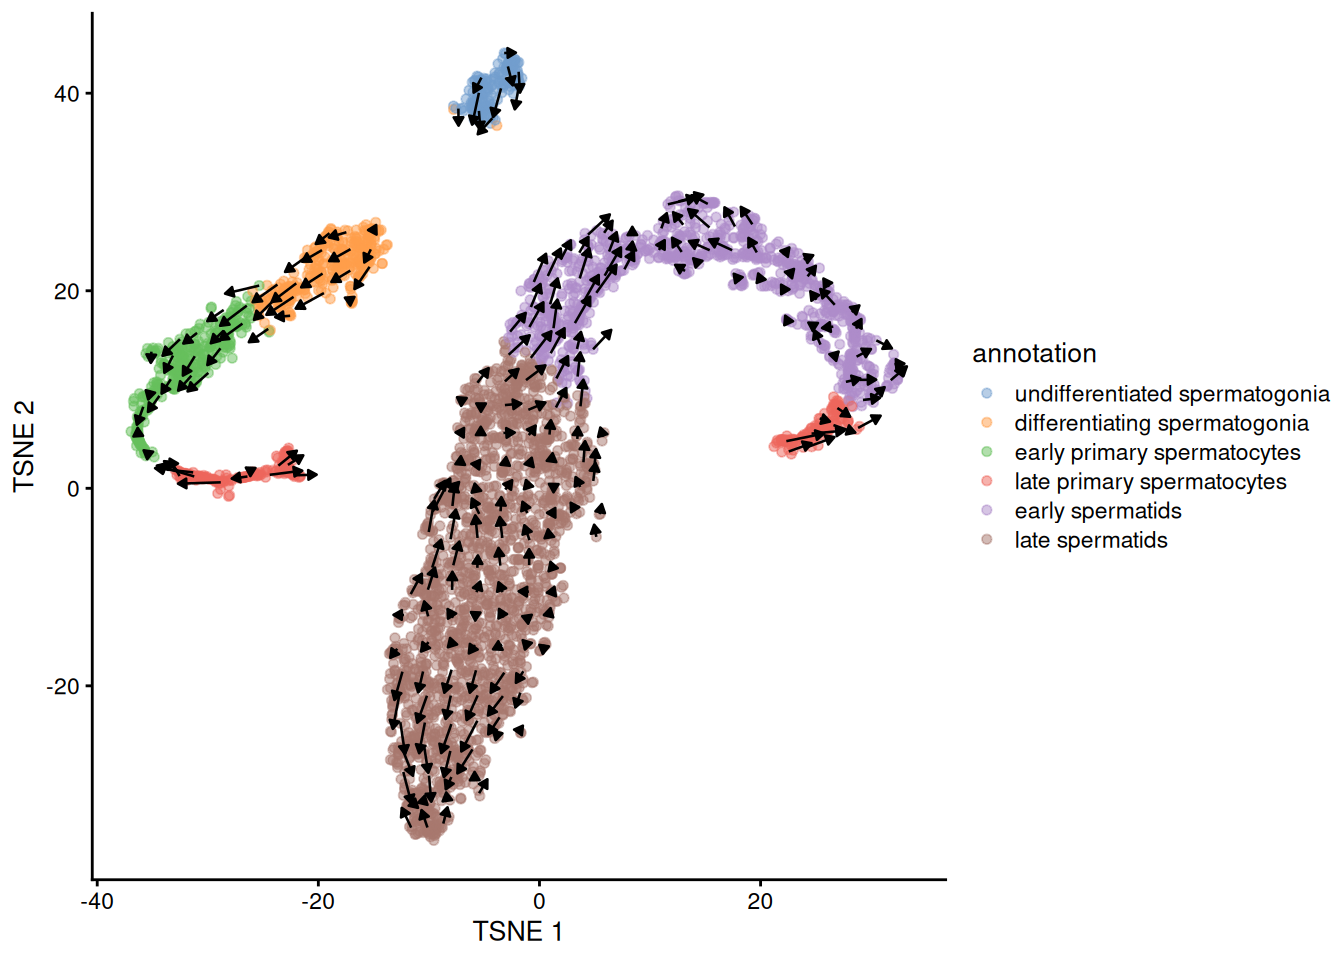 40
20
0
-20
TSNE 2
-40
-20
0
20
TSNE 1
annotation
undifferentiated spermatogonia
differentiating spermatogonia
early primary spermatocytes
late primary spermatocytes
early spermatids
late spermatids